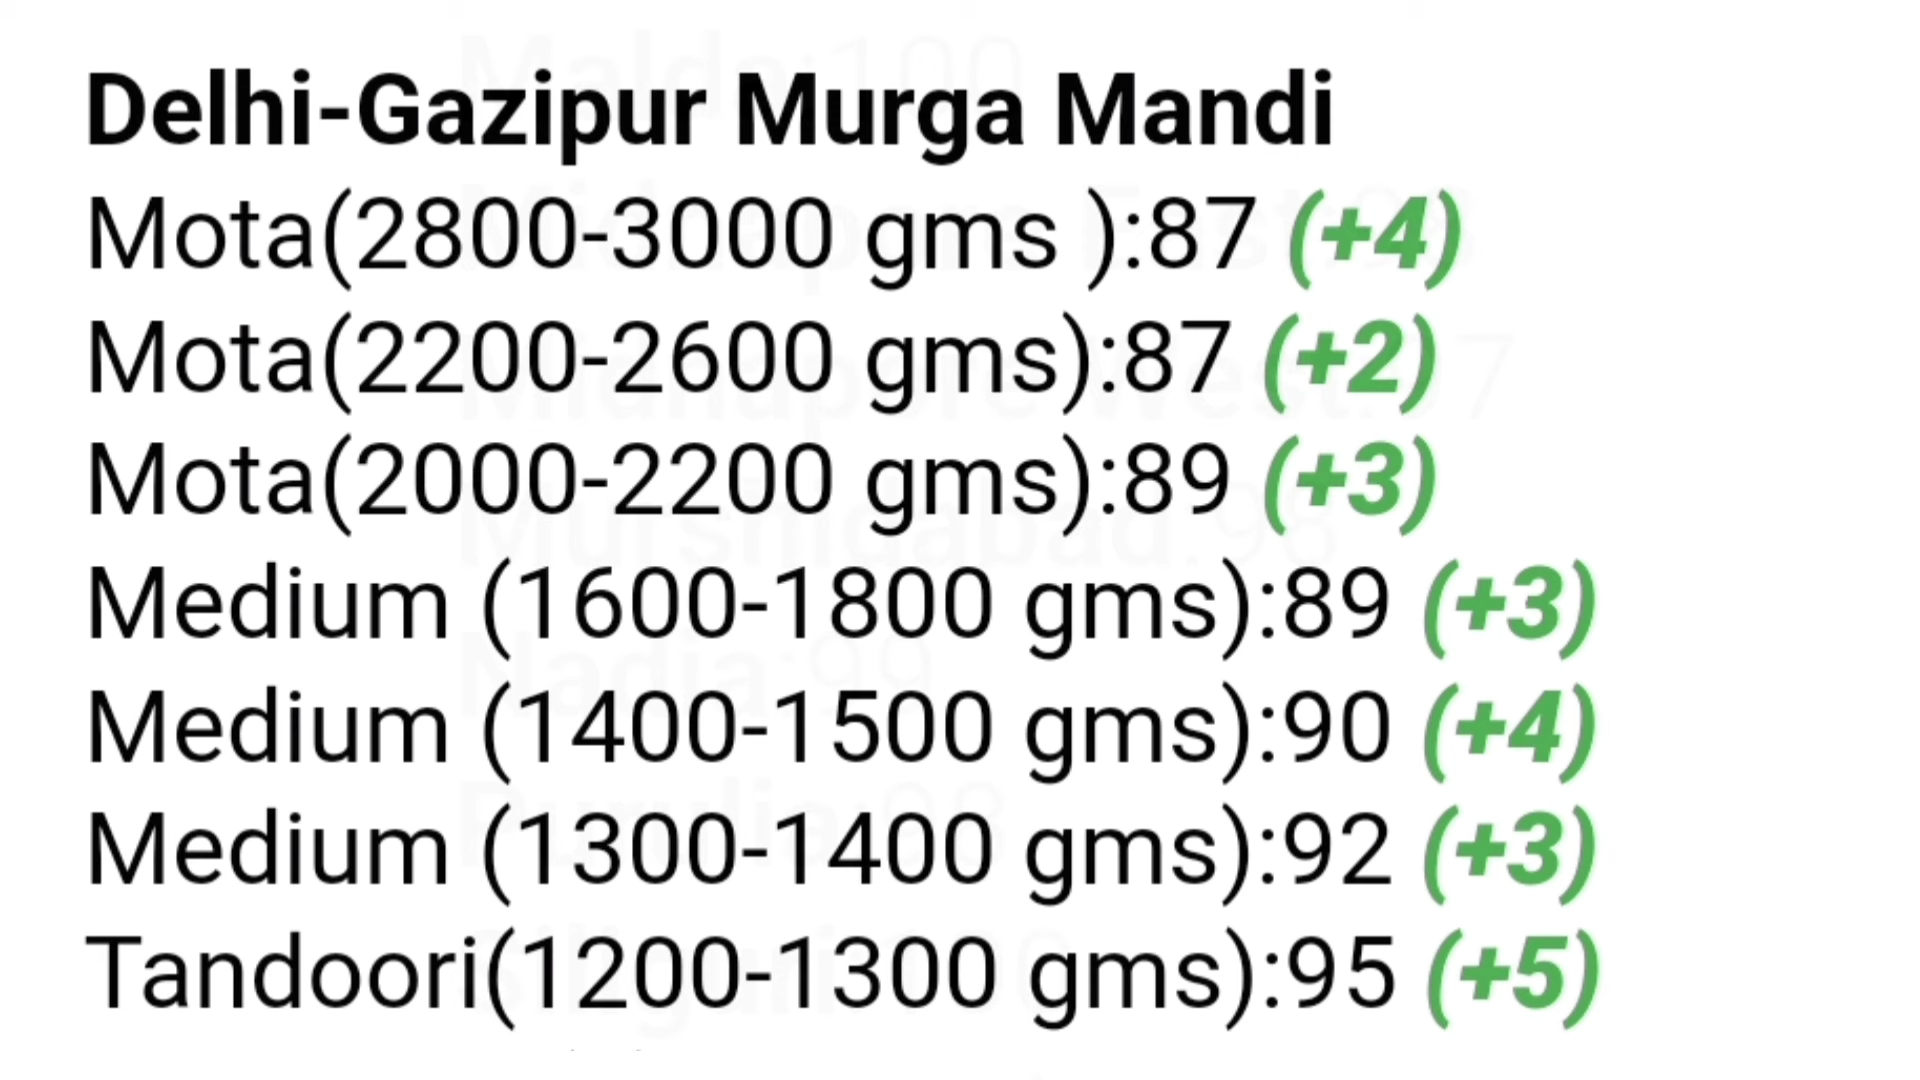 Delhi-Gazipur Murga Mandi
Mota(2800-3000 gms ):87 (+4)
Mota(2200-2600 gms):87 (+2)
Mota(2000-2200 gms):89 (+3)
Medium (1600-1800 gms):89 (+3)
Medium (1400-1500 gms):90 (+4)
Medium (1300-1400 gms):92 (+3)
Tandoori(1200-1300 gms):95 (+5)